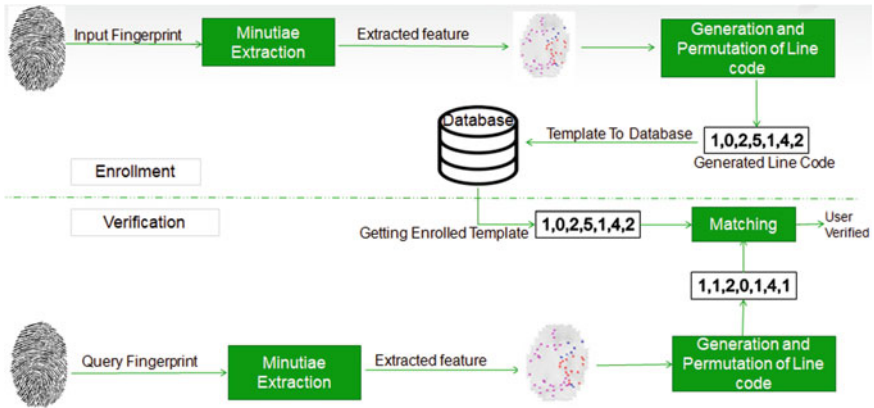 Input Fingerprint
Minutiae
Extraction
Extracted feature
Generation and
Permutation of Line
code
Database
Template To Database
1,0,2,5,1,4,2
Generated Line Code
Enrollment
Verification
Getting Enrolled Template
1,0,2,5,1,4,2
Matching
User
Verified
1,1,2,0,1,4,1
Query Fingerprint
Minutiae
Extraction
Extracted feature
Generation and
Permutation of Line
code